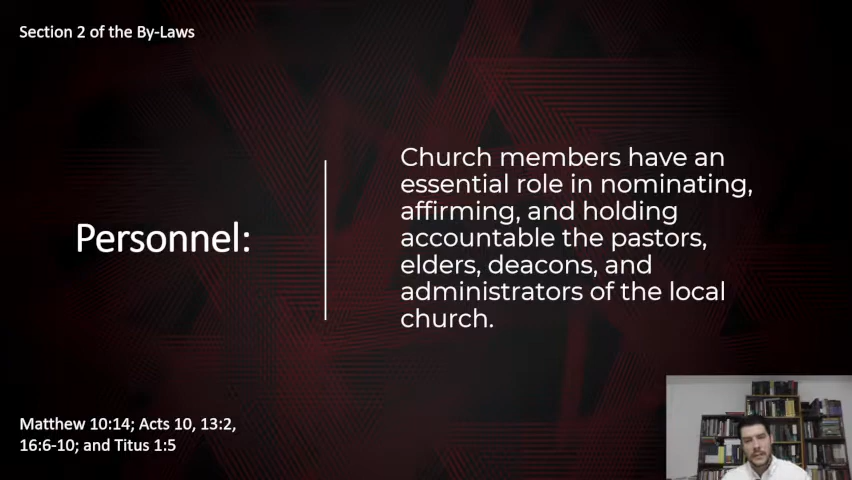 Section 2 of the By-Laws
Personnel:
Church members have an
essential role in nominating,
affirming, and holding
accountable the pastors,
elders, deacons, and
administrators of the local
church.
Matthew 10:14; Acts 10, 13:2,
16:6-10; and Titus 1:5